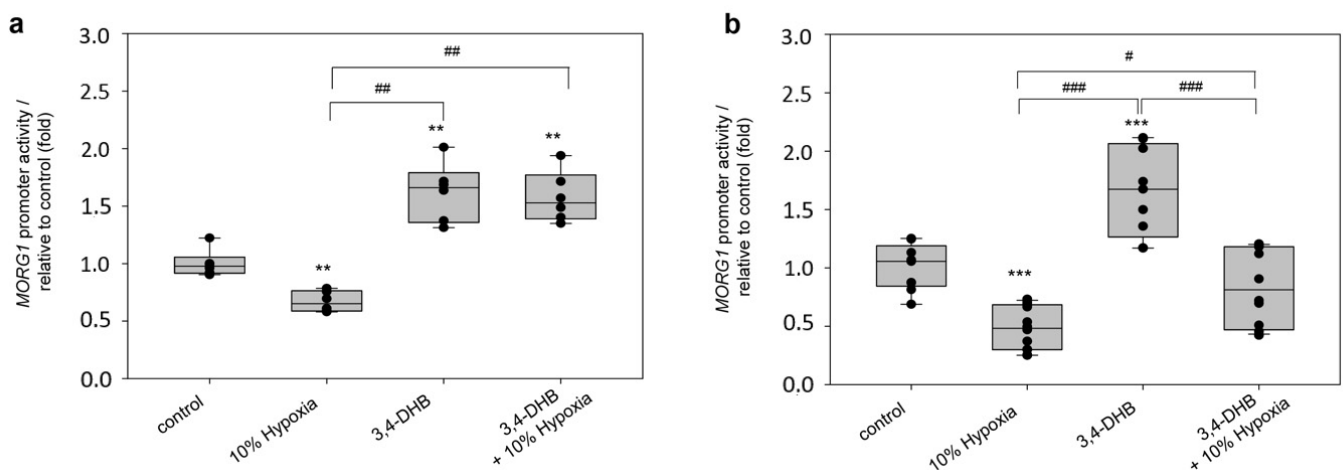 a
MORG1 promoter activity /
relative to control (fold)
3.0
2.5
2.0
1.5
1.0
0.5
0.0
##
##
**
**
**
control
10% Hypoxia
3,4-DHB
3,4-DHB
+ 10% Hypoxia
b
MORG1 promoter activity /
relative to control (fold)
3.0
2.5
2.0
1.5
1.0
0.5
0.0
#
###
###
***
***
control
10% Hypoxia
3,4-DHB
3,4-DHB
+ 10% Hypoxia